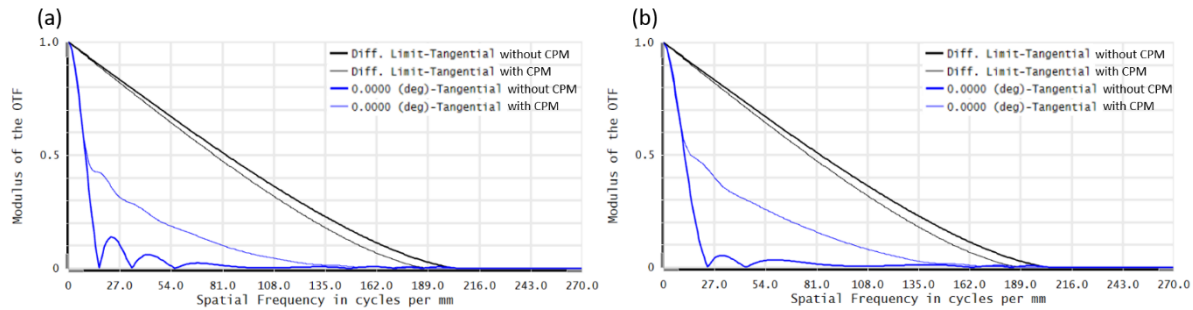 (a)
1.0
Diff. Limit-Tangential without CPM
Diff. Limit-Tangential with CPM
0.0000 (deg)-Tangential without CPM
0.0000 (deg)-Tangential with CPM
Modulus of the OTF
0.5
0
0 27.0 54.0 81.0 108.0 135.0 162.0 189.0 216.0 243.0 270.0
Spatial Frequency in cycles per mm
(b)
1.0
Diff. Limit-Tangential without CPM
Diff. Limit-Tangential with CPM
0.0000 (deg)-Tangential without CPM
0.0000 (deg)-Tangential with CPM
Modulus of the OTF
0.5
0
0 27.0 54.0 81.0 108.0 135.0 162.0 189.0 216.0 243.0 270.0
Spatial Frequency in cycles per mm